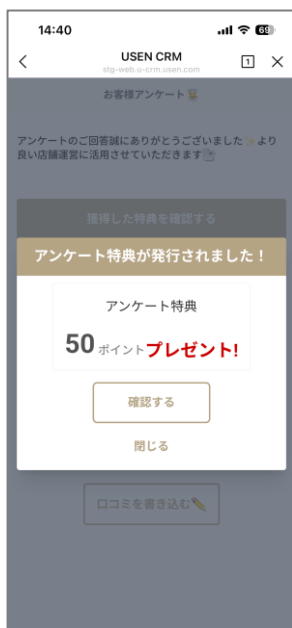 14:40
69
USEN CRM
stg-web.u-crm.usen.com
1
お客様アンケート
アンケートのご回答誠にありがとうございました✨より
良い店舗運営に活用させていただきます
獲得した特典を確認する
アンケート特典が発行されました！
アンケート特典
50 ポイントプレゼント!
確認する
閉じる
口コミを書き込む✏️